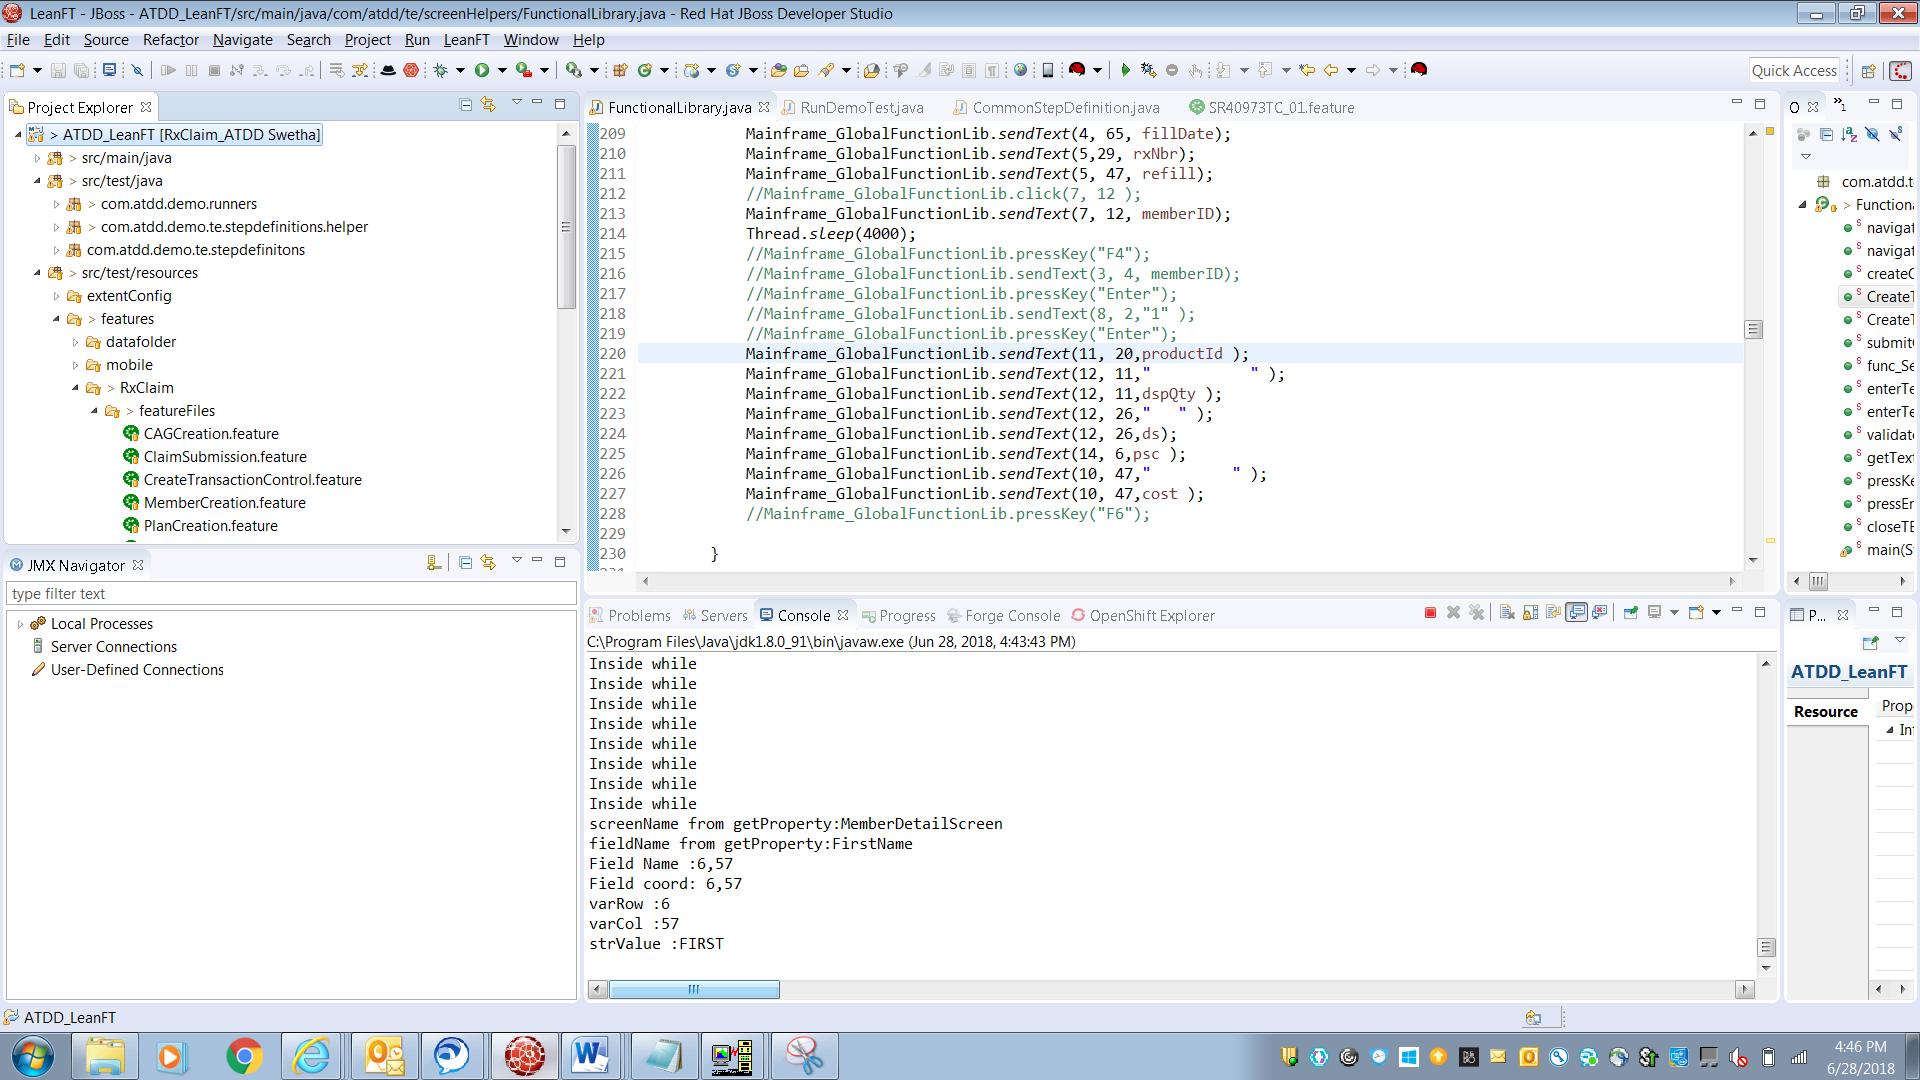 LeanFT - JBoss - ATDD_LeanFT/src/main/java/com/atdd/te/screenHelpers/FunctionalLibrary.java - Red Hat JBoss Developer Studio
File Edit Source Refactor Navigate Search Project Run LeanFT Window Help
Quick Access
Project Explorer
> ATDD_LeanFT [RxClaim_ATDD Swetha]
> src/main/java
> src/test/java
> com.atdd.demo.runners
> com.atdd.demo.te.stepdefinitions.helper
com.atdd.demo.te.stepdefinitons
> src/test/resources
extentConfig
> features
datafolder
mobile
> RxClaim
> featureFiles
CAGCreation.feature
ClaimSubmission.feature
CreateTransactionControl.feature
MemberCreation.feature
PlanCreation.feature
JMX Navigator
type filter text
Local Processes
Server Connections
User-Defined Connections
FunctionalLibrary.java RunDemoTest.java CommonStepDefinition.java SR40973TC_01.feature
209 Mainframe_GlobalFunctionLib.sendText(4, 65, fillDate);
210 Mainframe_GlobalFunctionLib.sendText(5,29, rxNbr);
211 Mainframe_GlobalFunctionLib.sendText(5, 47, refill);
212 //Mainframe_GlobalFunctionLib.click(7, 12 );
213 Mainframe_GlobalFunctionLib.sendText(7, 12, memberID);
214 Thread.sleep(4000);
215 //Mainframe_GlobalFunctionLib.pressKey("F4");
216 //Mainframe_GlobalFunctionLib.sendText(3, 4, memberID);
217 //Mainframe_GlobalFunctionLib.pressKey("Enter");
218 //Mainframe_GlobalFunctionLib.sendText(8, 2,"1" );
219 //Mainframe_GlobalFunctionLib.pressKey("Enter");
220 Mainframe_GlobalFunctionLib.sendText(11, 20,productId );
221 Mainframe_GlobalFunctionLib.sendText(12, 11,"           " );
222 Mainframe_GlobalFunctionLib.sendText(12, 11,dspQty );
223 Mainframe_GlobalFunctionLib.sendText(12, 26,"   " );
224 Mainframe_GlobalFunctionLib.sendText(12, 26,ds);
225 Mainframe_GlobalFunctionLib.sendText(14, 6,psc );
226 Mainframe_GlobalFunctionLib.sendText(10, 47,"         " );
227 Mainframe_GlobalFunctionLib.sendText(10, 47,cost );
228 //Mainframe_GlobalFunctionLib.pressKey("F6");
229
230 }
Problems Servers Console Progress Forge Console OpenShift Explorer
C:\Program Files\Java\jdk1.8.0_91\bin\javaw.exe (Jun 28, 2018, 4:43:43 PM)
Inside while
Inside while
Inside while
Inside while
Inside while
Inside while
Inside while
Inside while
screenName from getProperty:MemberDetailScreen
fieldName from getProperty:FirstName
Field Name :6,57
Field coord: 6,57
varRow :6
varCol :57
strValue :FIRST
O
com.atdd.t
> Functiona
navigat
navigat
createC
CreateT
CreateT
submit
func_Se
enterTe
enterTe
validate
getText
pressKe
pressEn
closeTE
main(S
P...
ATDD_LeanFT
Resource
Prop
In
ATDD_LeanFT
4:46 PM
6/28/2018